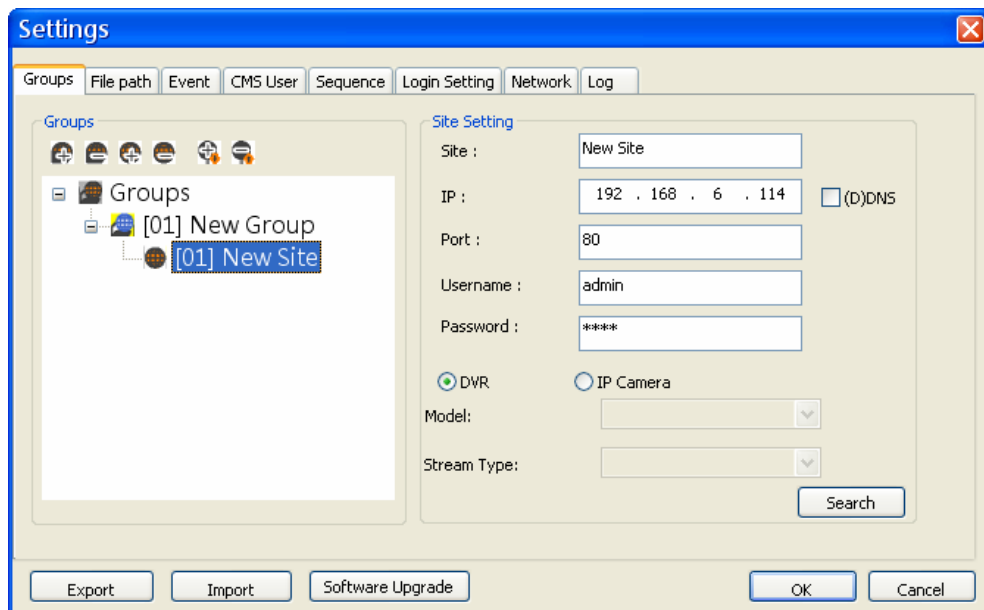 Settings
Groups File path Event CMS User Sequence Login Setting Network Log
Groups
Groups
[01] New Group
[01] New Site
Site Setting
Site : New Site
IP : 192 . 168 . 6 . 114 (D)DNS
Port : 80
Username : admin
Password : ****
DVR IP Camera
Model:
Stream Type:
Search
Export Import Software Upgrade OK Cancel